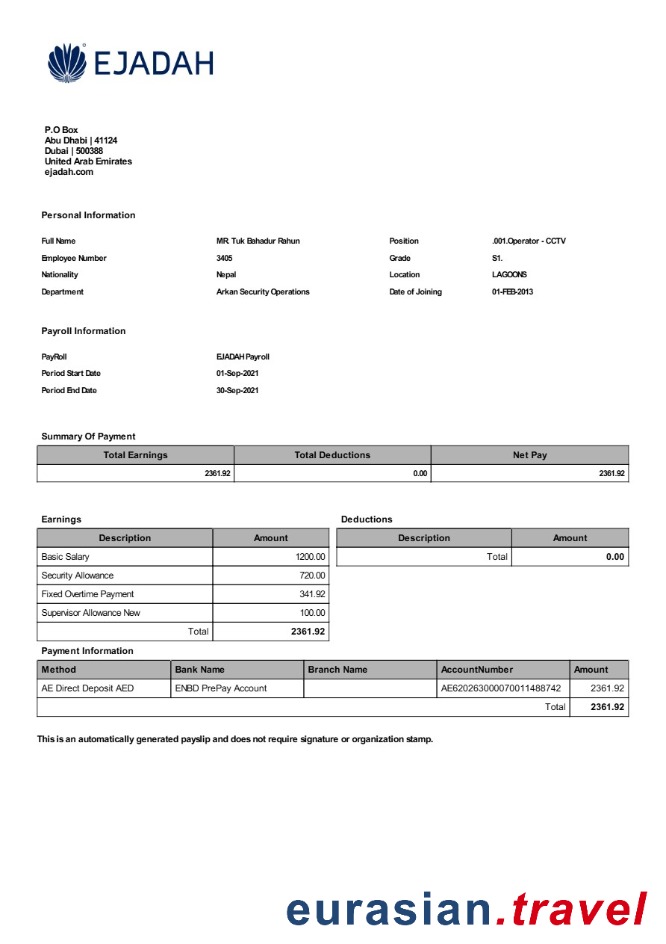 EJADAH
P.O Box
Abu Dhabi | 41124
Dubai | 500388
United Arab Emirates
ejadah.com
Personal Information
Full Name MR. Tuk Bahadur Rahun Position .001.Operator - CCTV
Employee Number 3405 Grade S1.
Nationality Nepal Location LAGOONS
Department Arkan Security Operations Date of Joining 01-FEB-2013
Payroll Information
PayRoll EJADAH Payroll
Period Start Date 01-Sep-2021
Period End Date 30-Sep-2021
Summary Of Payment
Total Earnings Total Deductions Net Pay
2361.92 0.00 2361.92
Earnings Deductions
Description Amount Description Amount
Basic Salary 1200.00 Total 0.00
Security Allowance 720.00
Fixed Overtime Payment 341.92
Supervisor Allowance New 100.00
Total 2361.92
Payment Information
Method Bank Name Branch Name AccountNumber Amount
AE Direct Deposit AED ENBD PrePay Account AE620263000070011488742 2361.92
Total 2361.92
This is an automatically generated payslip and does not require signature or organization stamp.
eurasian.travel